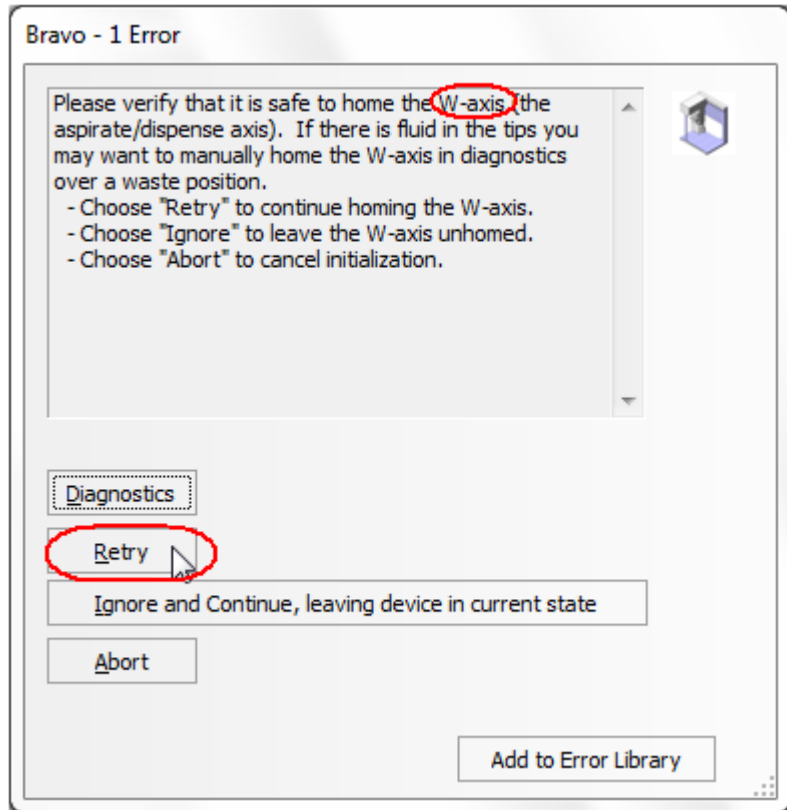 Bravo - 1 Error
Please verify that it is safe to home the W-axis (the
aspirate/dispense axis). If there is fluid in the tips you
may want to manually home the W-axis in diagnostics
over a waste position.
- Choose "Retry" to continue homing the W-axis.
- Choose "Ignore" to leave the W-axis unhomed.
- Choose "Abort" to cancel initialization.
Diagnostics
Retry
Ignore and Continue, leaving device in current state
Abort
Add to Error Library